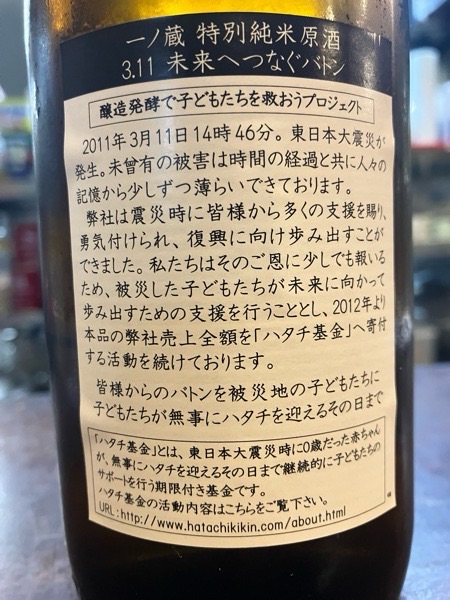 一ノ蔵 特別純米原酒
3.11 未来へつなぐバトン
醸造発酵で子どもたちを救おうプロジェクト
2011年3月11日14時46分。東日本大震災が
発生。未曽有の被害は時間の経過と共に人々の
記憶から少しずつ薄らいできております。
弊社は震災時に皆様から多くの支援を賜り、
勇気付けられ、復興に向け歩み出すことが
できました。私たちはそのご恩に少しでも報いる
ため、被災した子どもたちが未来に向かって
歩み出すための支援を行うこととし、2012年より
本品の弊社売上全額を「ハタチ基金」へ寄付
する活動を続けております。
皆様からのバトンを被災地の子どもたちに
子どもたちが無事にハタチを迎えるその日まで
「ハタチ基金」とは、東日本大震災時に0歳だった赤ちゃん
が、無事にハタチを迎えるその日まで継続的に子どもたちの
サポートを行う期限付き基金です。
ハタチ基金の活動内容はこちらをご覧下さい。
URL:http://www.hatachikikin.com/about.html